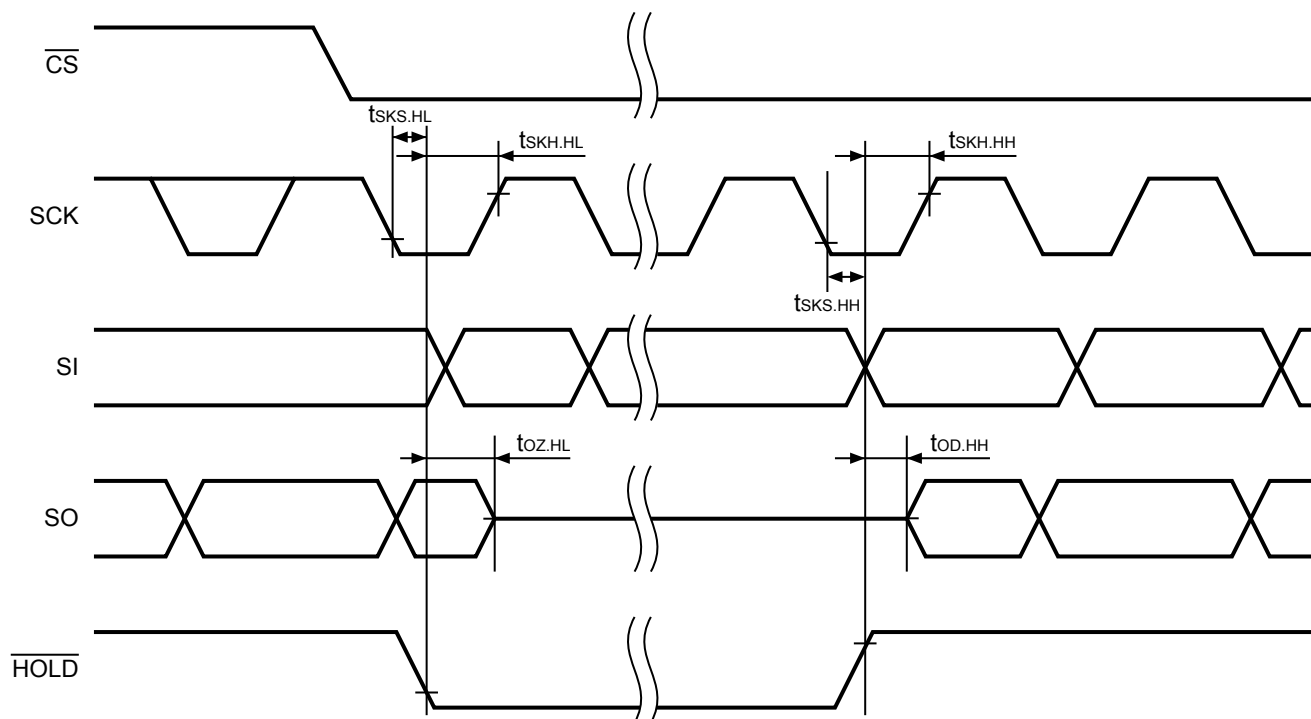 CS
tSKS.HL
tSKH.HL
tSKH.HH
SCK
tSKS.HH
SI
tOZ.HL
tOD.HH
SO
HOLD